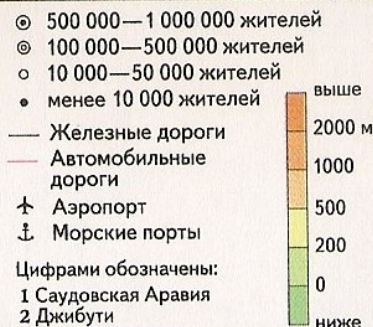 500 000—1 000 000 жителей
100 000—500 000 жителей
10 000—50 000 жителей
менее 10 000 жителей
Железные дороги
Автомобильные
дороги
Аэропорт
Морские порты
Цифрами обозначены:
1 Саудовская Аравия
2 Джибути
выше
2000 м
1000
500
200
0
ниже